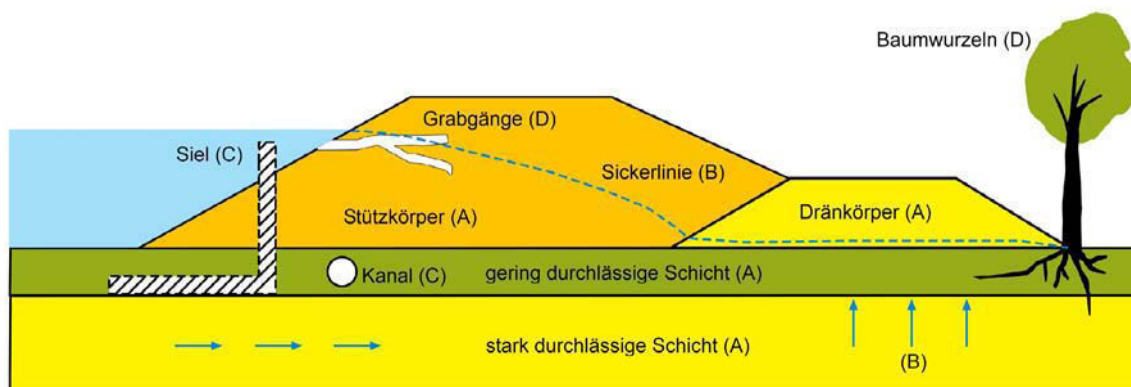 Baumwurzeln (D)
Grabgänge (D)
Siel (C)
Sickerlinie (B)
Stützkörper (A)
Dränkörper (A)
Kanal (C)
gering durchlässige Schicht (A)
stark durchlässige Schicht (A)
(B)